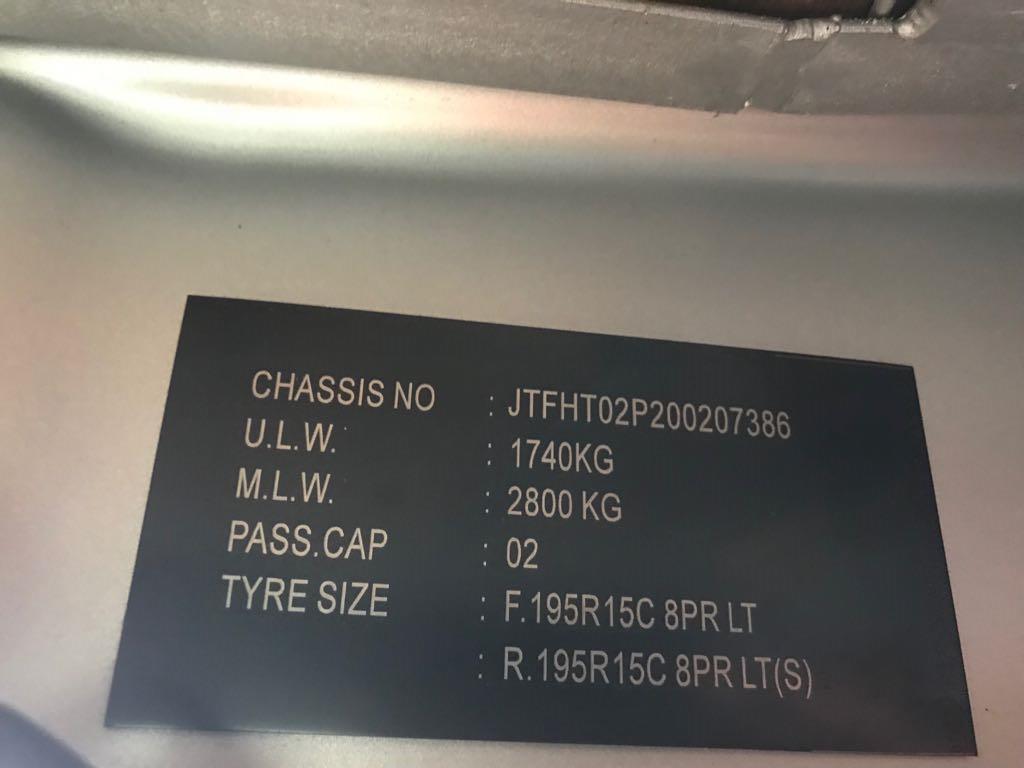 CHASSIS NO : JTFHT02P200207386
U.L.W. : 1740KG
M.L.W. : 2800 KG
PASS.CAP : 02
TYRE SIZE : F.195R15C 8PR LT
: R.195R15C 8PR LT(S)